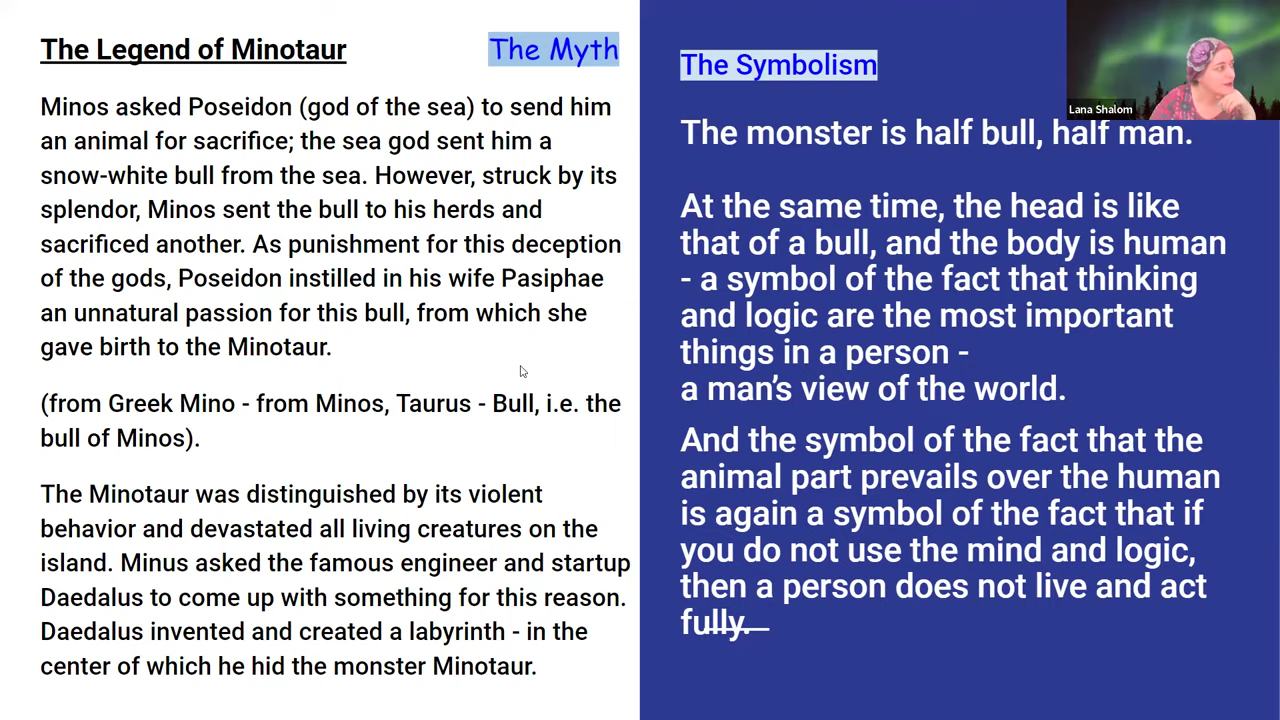 The Legend of Minotaur
The Myth
Minos asked Poseidon (god of the sea) to send him
an animal for sacrifice; the sea god sent him a
snow-white bull from the sea. However, struck by its
splendor, Minos sent the bull to his herds and
sacrificed another. As punishment for this deception
of the gods, Poseidon instilled in his wife Pasiphae
an unnatural passion for this bull, from which she
gave birth to the Minotaur.
(from Greek Mino - from Minos, Taurus - Bull, i.e. the
bull of Minos).
The Minotaur was distinguished by its violent
behavior and devastated all living creatures on the
island. Minus asked the famous engineer and startup
Daedalus to come up with something for this reason.
Daedalus invented and created a labyrinth - in the
center of which he hid the monster Minotaur.
The Symbolism
Lana Shalom
The monster is half bull, half man.
At the same time, the head is like
that of a bull, and the body is human
- a symbol of the fact that thinking
and logic are the most important
things in a person -
a man’s view of the world.
And the symbol of the fact that the
animal part prevails over the human
is again a symbol of the fact that if
you do not use the mind and logic,
then a person does not live and act
fully.